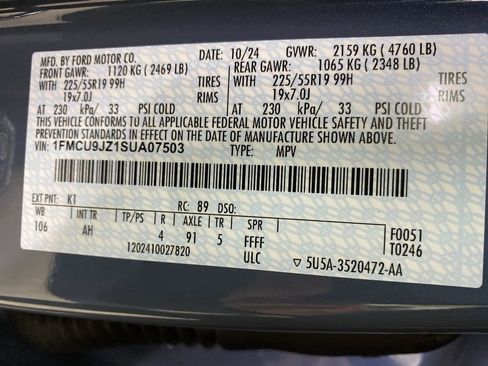 MFD. BY FORD MOTOR CO. DATE: 10/24 GVWR: 2159 KG ( 4760 LB)
FRONT GAWR: 1120 KG ( 2469 LB) REAR GAWR: 1065 KG ( 2348 LB)
225/55R19 99H TIRES WITH 225/55R19 99H TIRES
19x7.0J RIMS 19x7.0J RIMS
AT 230 kPa/ 33 PSI COLD AT 230 kPa/ 33 PSI COLD
THIS VEHICLE CONFORMS TO ALL APPLICABLE FEDERAL MOTOR VEHICLE SAFETY, BUMPER, AND
THEFT PREVENTION STANDARDS IN EFFECT ON THE DATE OF MANUFACTURE SHOWN ABOVE.
VIN: 1FMCU9JZ1SUA07503 TYPE: MPV
EXT PNT: K1 RC: 89 DSO:
WB INT TR TP/PS R AXLE TR SPR
106 AH 4 91 5 FFFF
F0051
1202410027820 ULC T0246
▽ 5U5A-3520472-AA